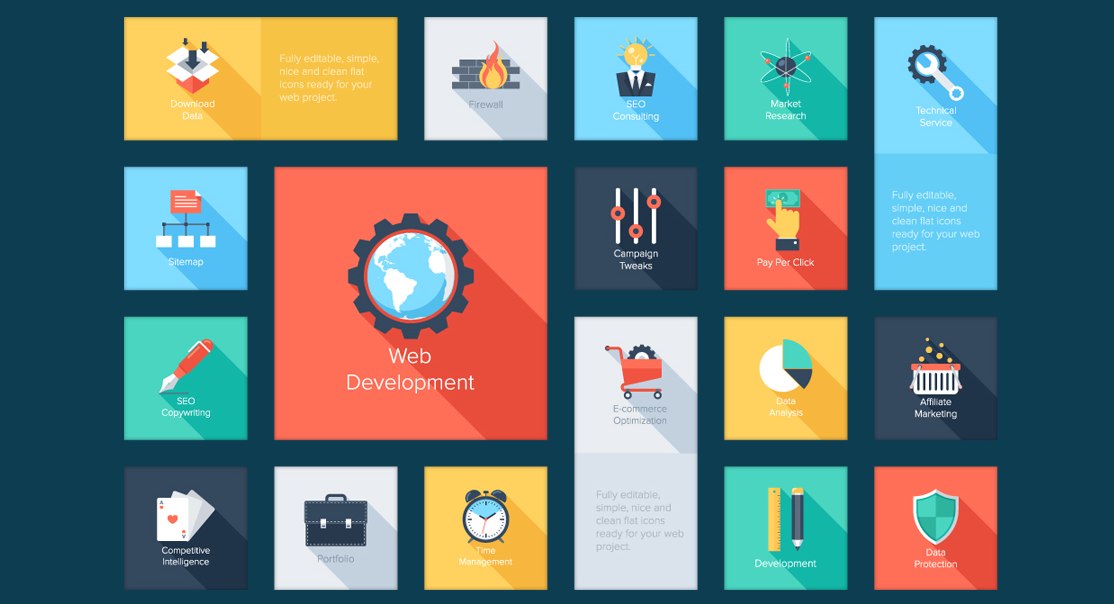 Download
Data
Fully editable, simple,
nice and clean flat
icons ready for your
web project.
Firewall
SEO
Consulting
Market
Research
Technical
Service
Fully editable,
simple, nice and
clean flat icons
ready for your web
project.
Sitemap
Web
Development
Campaign
Tweaks
Pay Per Click
SEO
Copywriting
E-commerce
Optimization
Fully editable,
simple, nice and
clean flat icons
ready for your web
project.
Data
Analysis
Affiliate
Marketing
A
Competitive
Intelligence
Portfolio
Time
Management
Development
Data
Protection